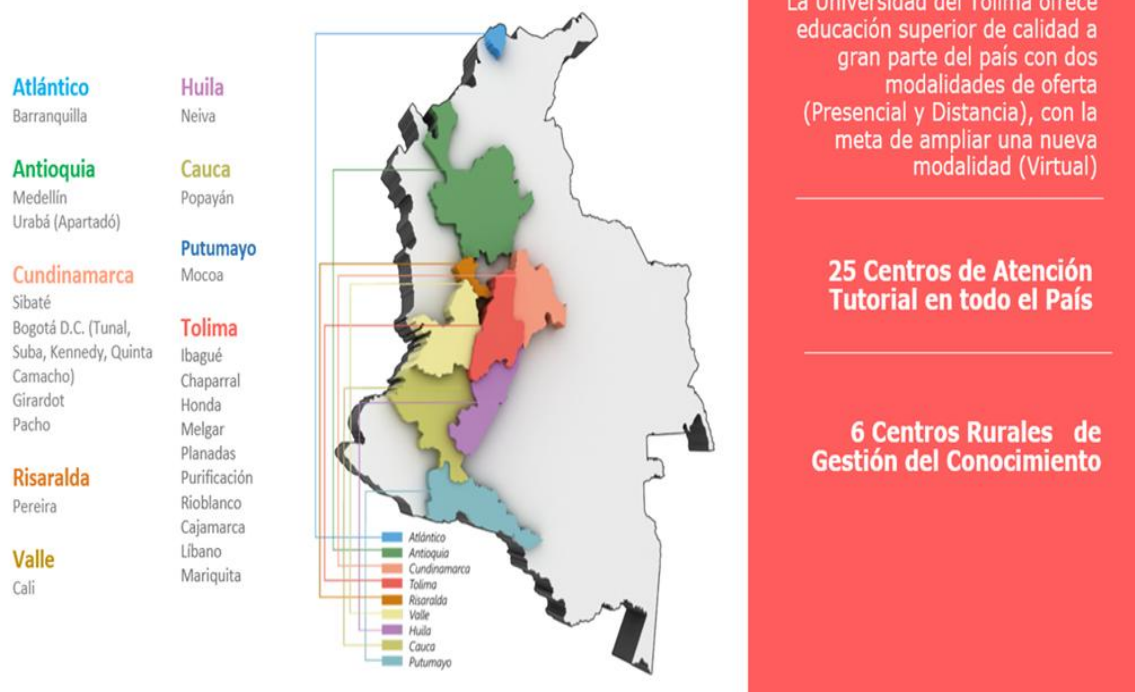 Atlántico
Barranquilla
Antioquia
Medellín
Urabá (Apartadó)
Cundinamarca
Sibaté
Bogotá D.C. (Tunal,
Suba, Kennedy, Quinta
Camacho)
Girardot
Pacho
Risaralda
Pereira
Valle
Cali
Huila
Neiva
Cauca
Popayán
Putumayo
Mocoa
Tolima
Ibagué
Chaparral
Honda
Melgar
Planadas
Purificación
Rioblanco
Cajamarca
Líbano
Mariquita
Atlántico
Antioquia
Cundinamarca
Tolima
Risaralda
Valle
Huila
Cauca
Putumayo
La Universidad del Tolima ofrece
educación superior de calidad a
gran parte del país con dos
modalidades de oferta
(Presencial y Distancia), con la
meta de ampliar una nueva
modalidad (Virtual)
25 Centros de Atención
Tutorial en todo el País
6 Centros Rurales de
Gestión del Conocimiento